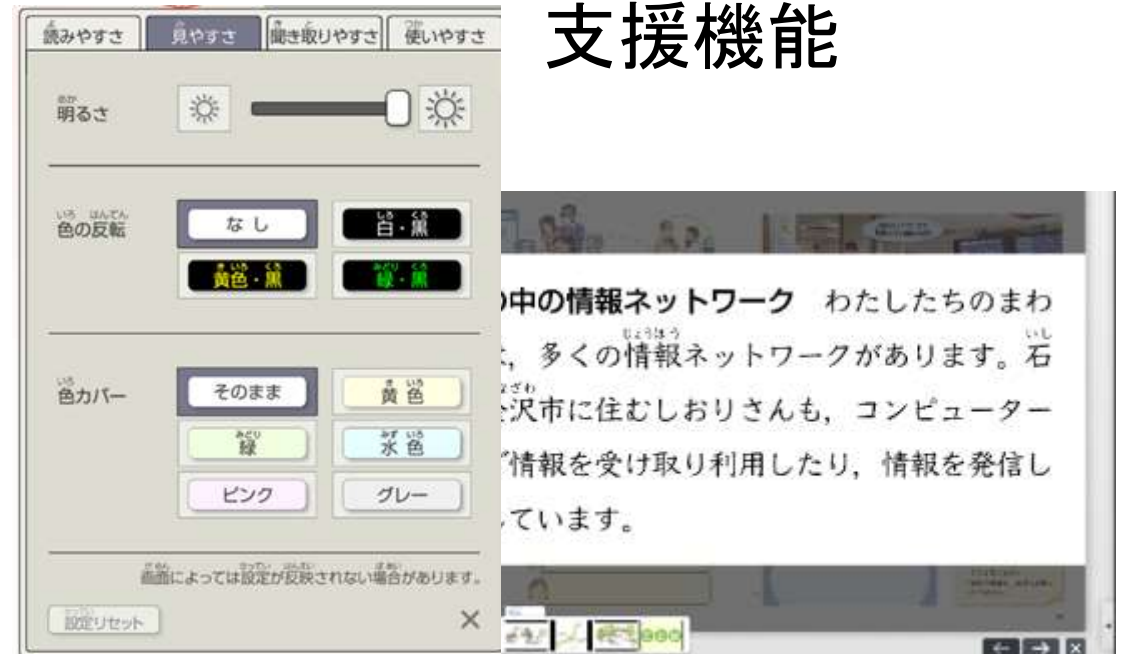 支援機能
読みやすさ 見やすさ 聞き取りやすさ 使いやすさ
明るさ
色の反転
なし
白・黒
黄色・黒
緑・黒
色カバー
そのまま
黄色
緑
水色
ピンク
グレー
画面によっては設定が反映されない場合があります。
設定リセット
×
の中の情報ネットワーク わたしたちのまわ
，多くの情報ネットワークがあります。石
沢市に住むしおりさんも，コンピューター
情報を受け取り利用したり，情報を発信し
ています。
← → ×